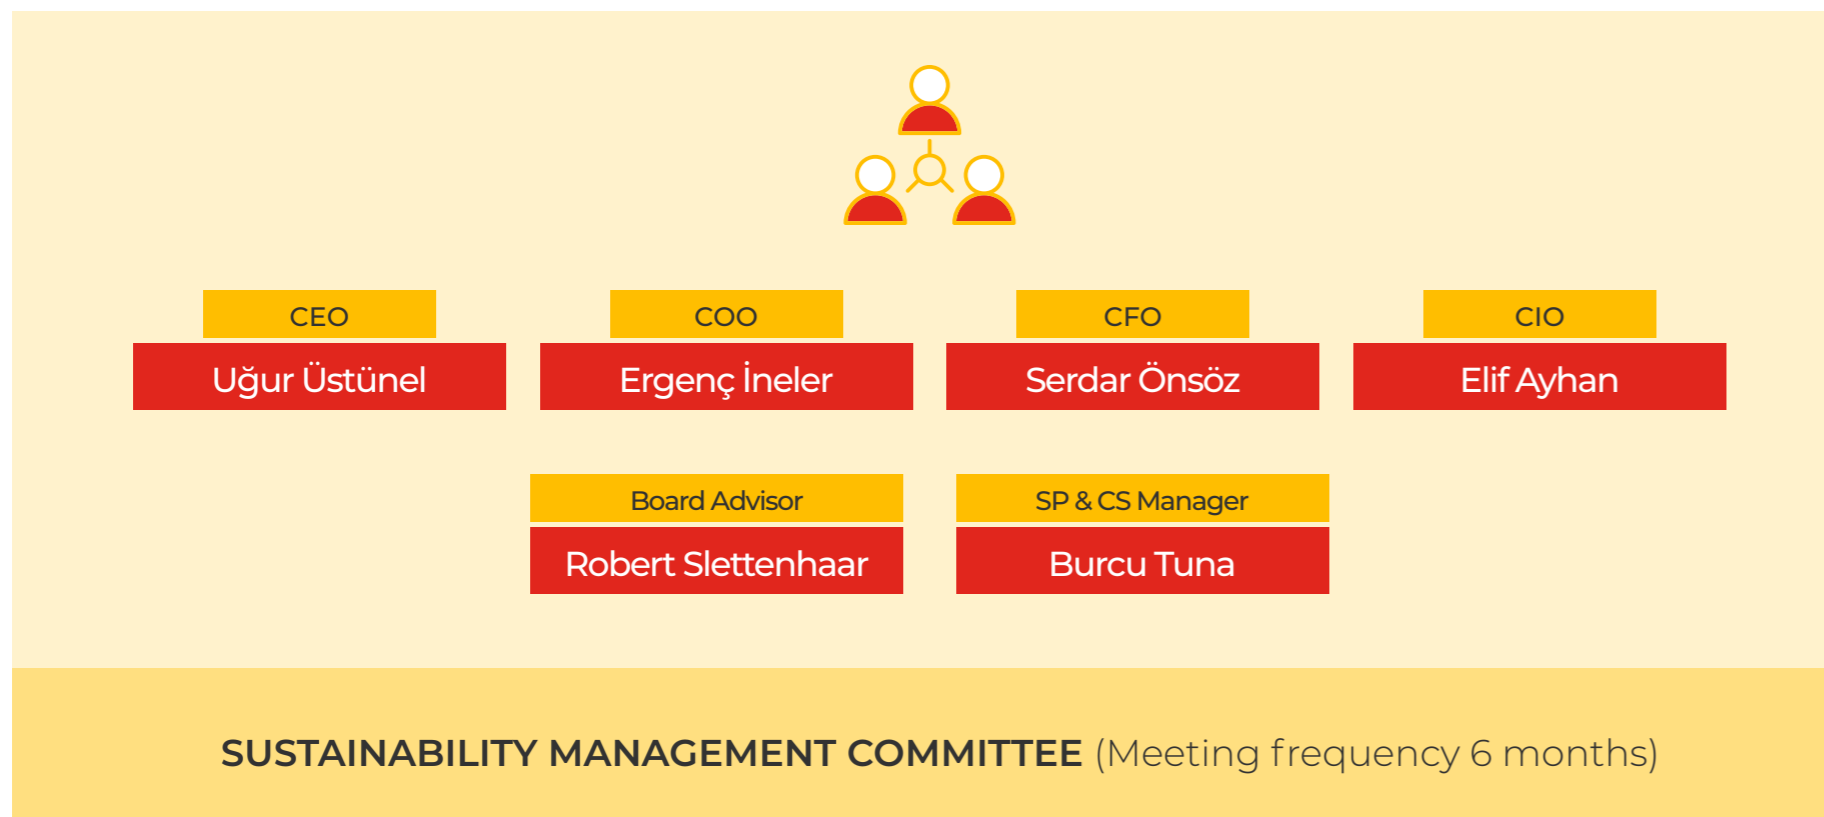 CEO
Uğur Üstünel
COO
Ergenç İneler
CFO
Serdar Önsöz
CIO
Elif Ayhan
Board Advisor
Robert Slettenhaar
SP & CS Manager
Burcu Tuna
SUSTAINABILITY MANAGEMENT COMMITTEE (Meeting frequency 6 months)